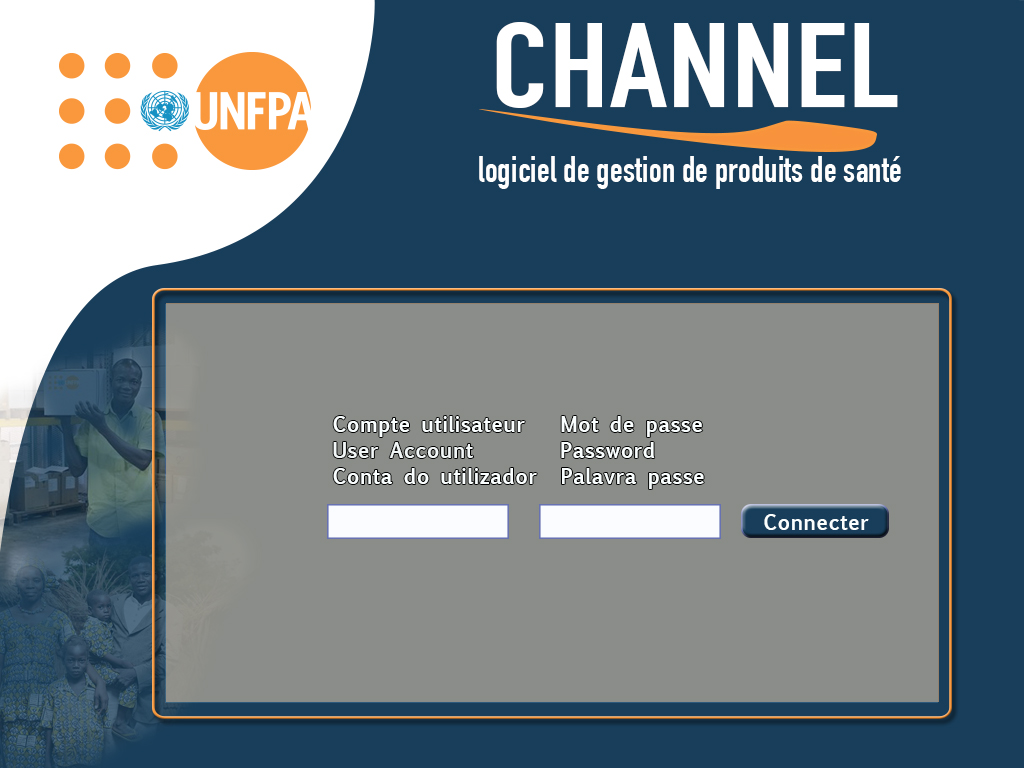 UNFPA
CHANNEL
logiciel de gestion de produits de santé
Compte utilisateur
User Account
Conta do utilizador
Mot de passe
Password
Palavra passe
Connecter